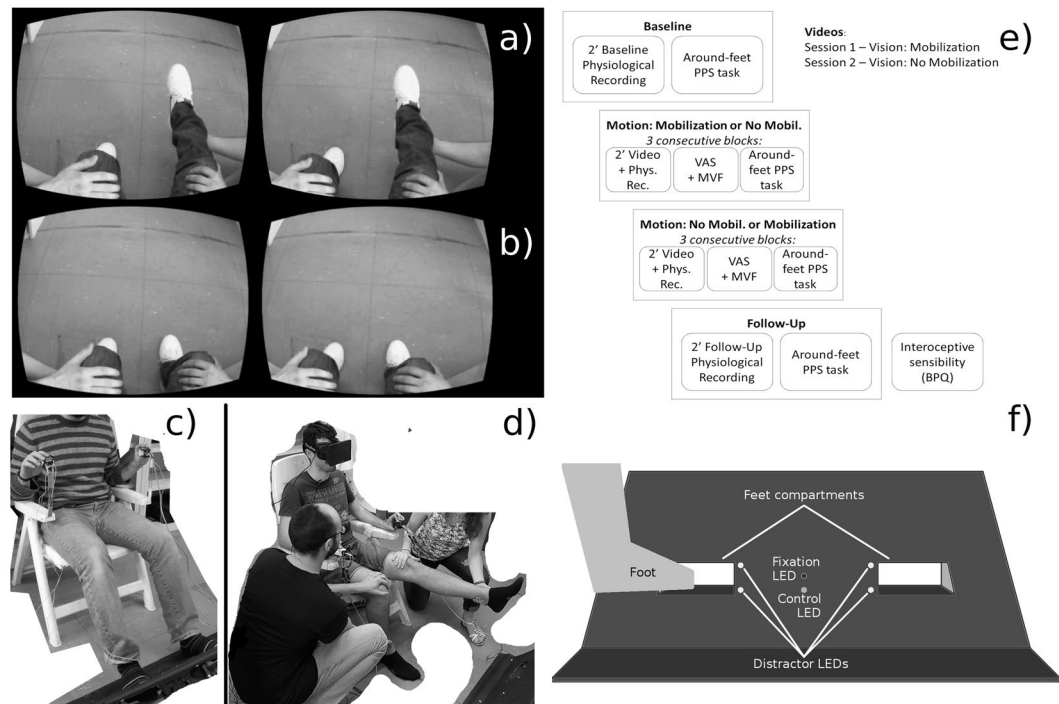 a)
b)
c)
d)
e)
Baseline
2' Baseline
Physiological
Recording
Around-feet
PPS task
Videos:
Session 1 – Vision: Mobilization
Session 2 – Vision: No Mobilization
Motion: Mobilization or No Mobil.
3 consecutive blocks:
2' Video
+ Phys.
Rec.
VAS
+ MVF
Around-
feet PPS
task
Motion: No Mobil. or Mobilization
3 consecutive blocks:
2' Video
+ Phys.
Rec.
VAS
+ MVF
Around-
feet PPS
task
Follow-Up
2' Follow-Up
Physiological
Recording
Around-feet
PPS task
Interoceptive
sensibility
(BPQ)
f)
Feet compartments
Foot
Fixation
LED
Control
LED
Distractor LEDs